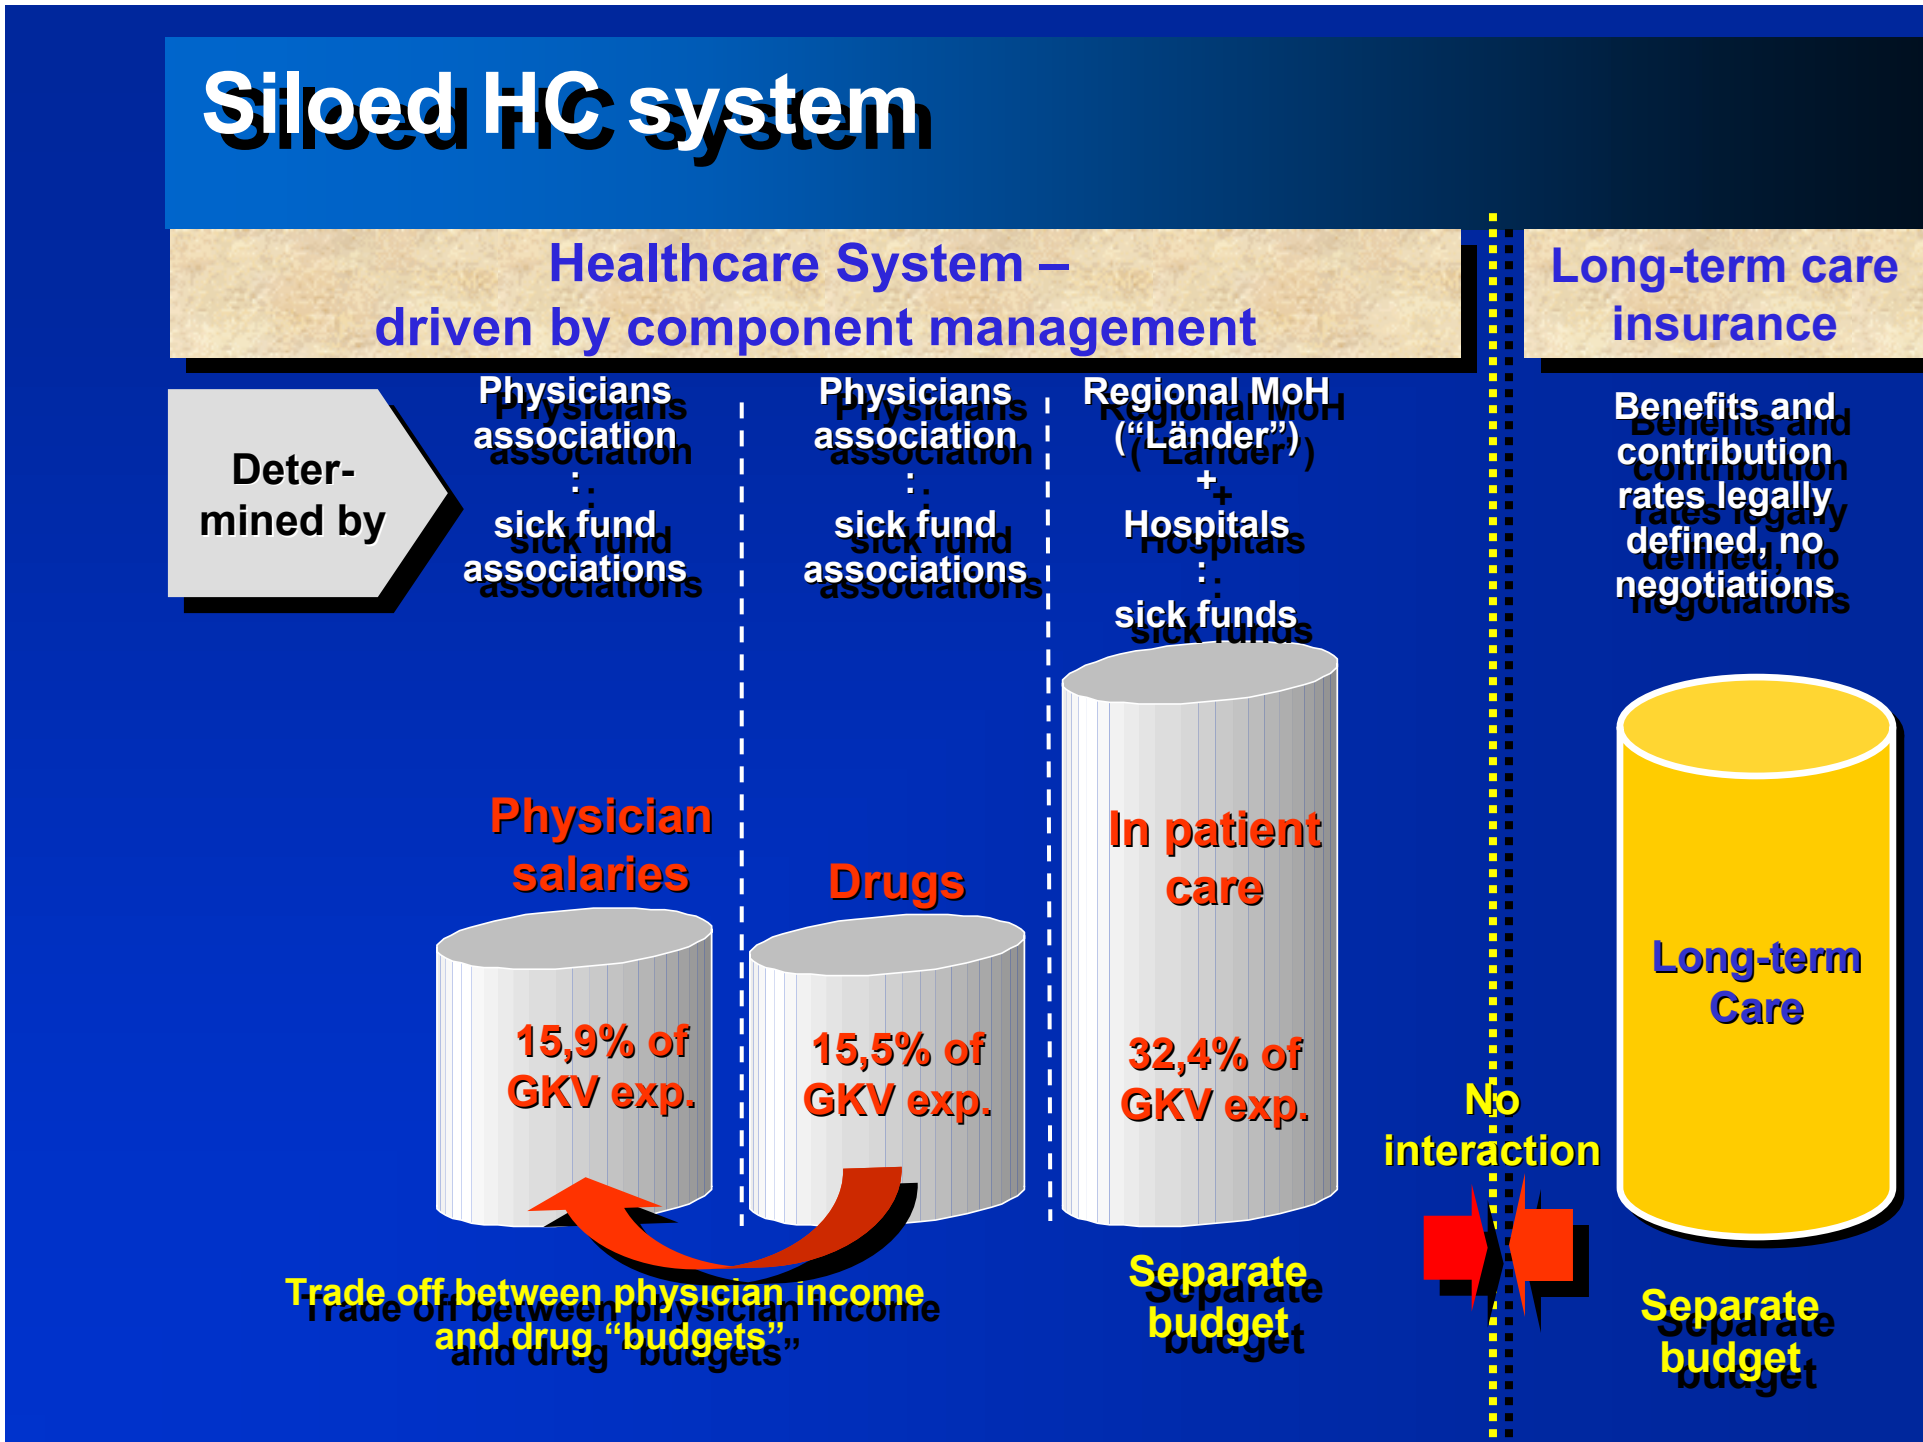 Siloed HC system
Healthcare System –
driven by component management
Long-term care
insurance
Deter-
mined by
Physicians
association
:
sick fund
associations
Physicians
association
:
sick fund
associations
Regional MoH
(“Länder”)
+
Hospitals
:
sick funds
Benefits and
contribution
rates legally
defined, no
negotiations
Physician
salaries
15,9% of
GKV exp.
Drugs
15,5% of
GKV exp.
In patient
care
32,4% of
GKV exp.
No
interaction
Long-term
Care
Trade off between physician income
and drug “budgets”
Separate
budget
Separate
budget